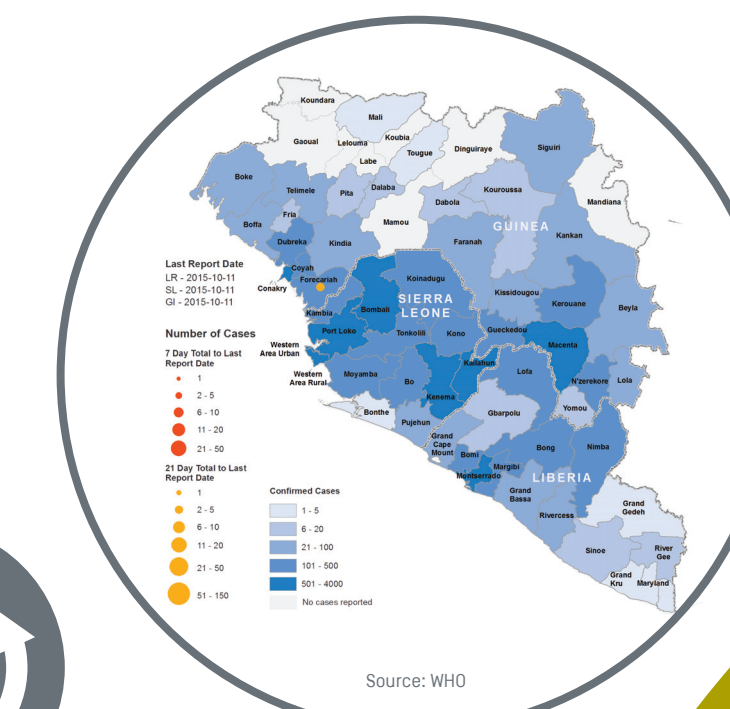 Koundara
Mali
Gaoual
Lelouma
Koubia
Labe
Tougue
Dinguiraye
Siguiri
Boke
Telimele
Pita
Dalaba
Kouroussa
Mandiana
Fria
Dabola
Boffa
Mamou
GUINEA
Dubreka
Kindia
Faranah
Kankan
Last Report Date
LR - 2015-10-11
SL - 2015-10-11
GI - 2015-10-11
Coyah
Forecariah
Conakry
Koinadugu
Kissidougou
Kerouane
Beyla
SIERRA
LEONE
Kambia
Bombali
Number of Cases
Port Loko
Tonkolili
Kono
Gueckedou
Macenta
Western
Area Urban
7 Day Total to Last
Report Date
1
2 - 5
6 - 10
11 - 20
21 - 50
Western
Area Rural
Moyamba
Bo
Kailahun
Kenema
Lofa
N'zerekore
Lola
Bonthe
Pujehun
Gbarpolu
Yomou
Grand
Cape
Mount
Bomi
Bong
Nimba
Montserrado
Margibi
LIBERIA
Grand
Bassa
Rivercess
Grand
Gedeh
Sinoe
River
Gee
Grand
Kru
Maryland
21 Day Total to Last
Report Date
1
2 - 5
6 - 10
11 - 20
21 - 50
51 - 150
Confirmed Cases
1 - 5
6 - 20
21 - 100
101 - 500
501 - 4000
No cases reported
Source: WHO